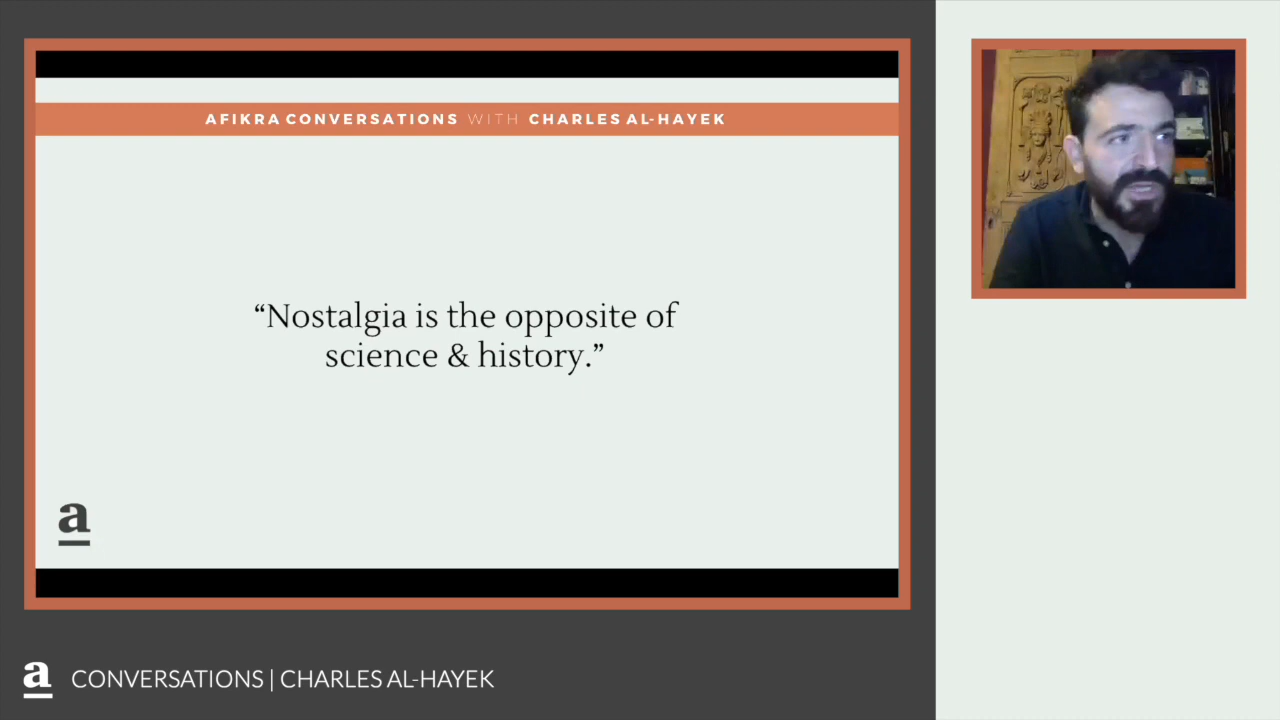 AFIKRA CONVERSATIONS WITH CHARLES AL-HAYEK
“Nostalgia is the opposite of
science & history.”
a
a CONVERSATIONS | CHARLES AL-HAYEK